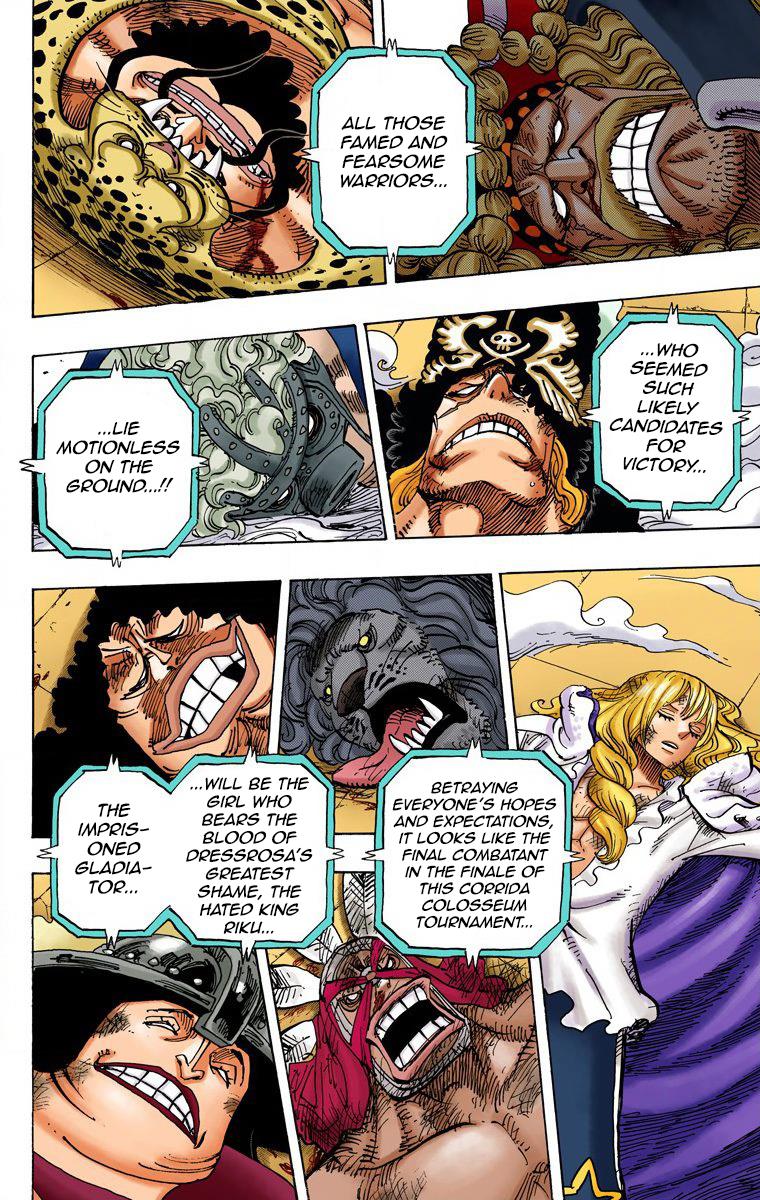 ALL THOSE
FAMED AND
FEARSOME
WARRIORS...
...WHO
SEEMED
SUCH
LIKELY
CANDIDATES
FOR
VICTORY...
...LIE
MOTIONLESS
ON THE
GROUND...!!
BETRAYING
EVERYONE'S HOPES
AND EXPECTATIONS,
IT LOOKS LIKE THE
FINAL COMBATANT
IN THE FINALE OF
THIS CORRIDA
COLOSSEUM
TOURNAMENT...
...WILL BE THE
GIRL WHO
BEARS THE
BLOOD OF
DRESSROSA'S
GREATEST
SHAME, THE
HATED KING
RIKU...
THE
IMPRIS-
ONED
GLADIA-
TOR...